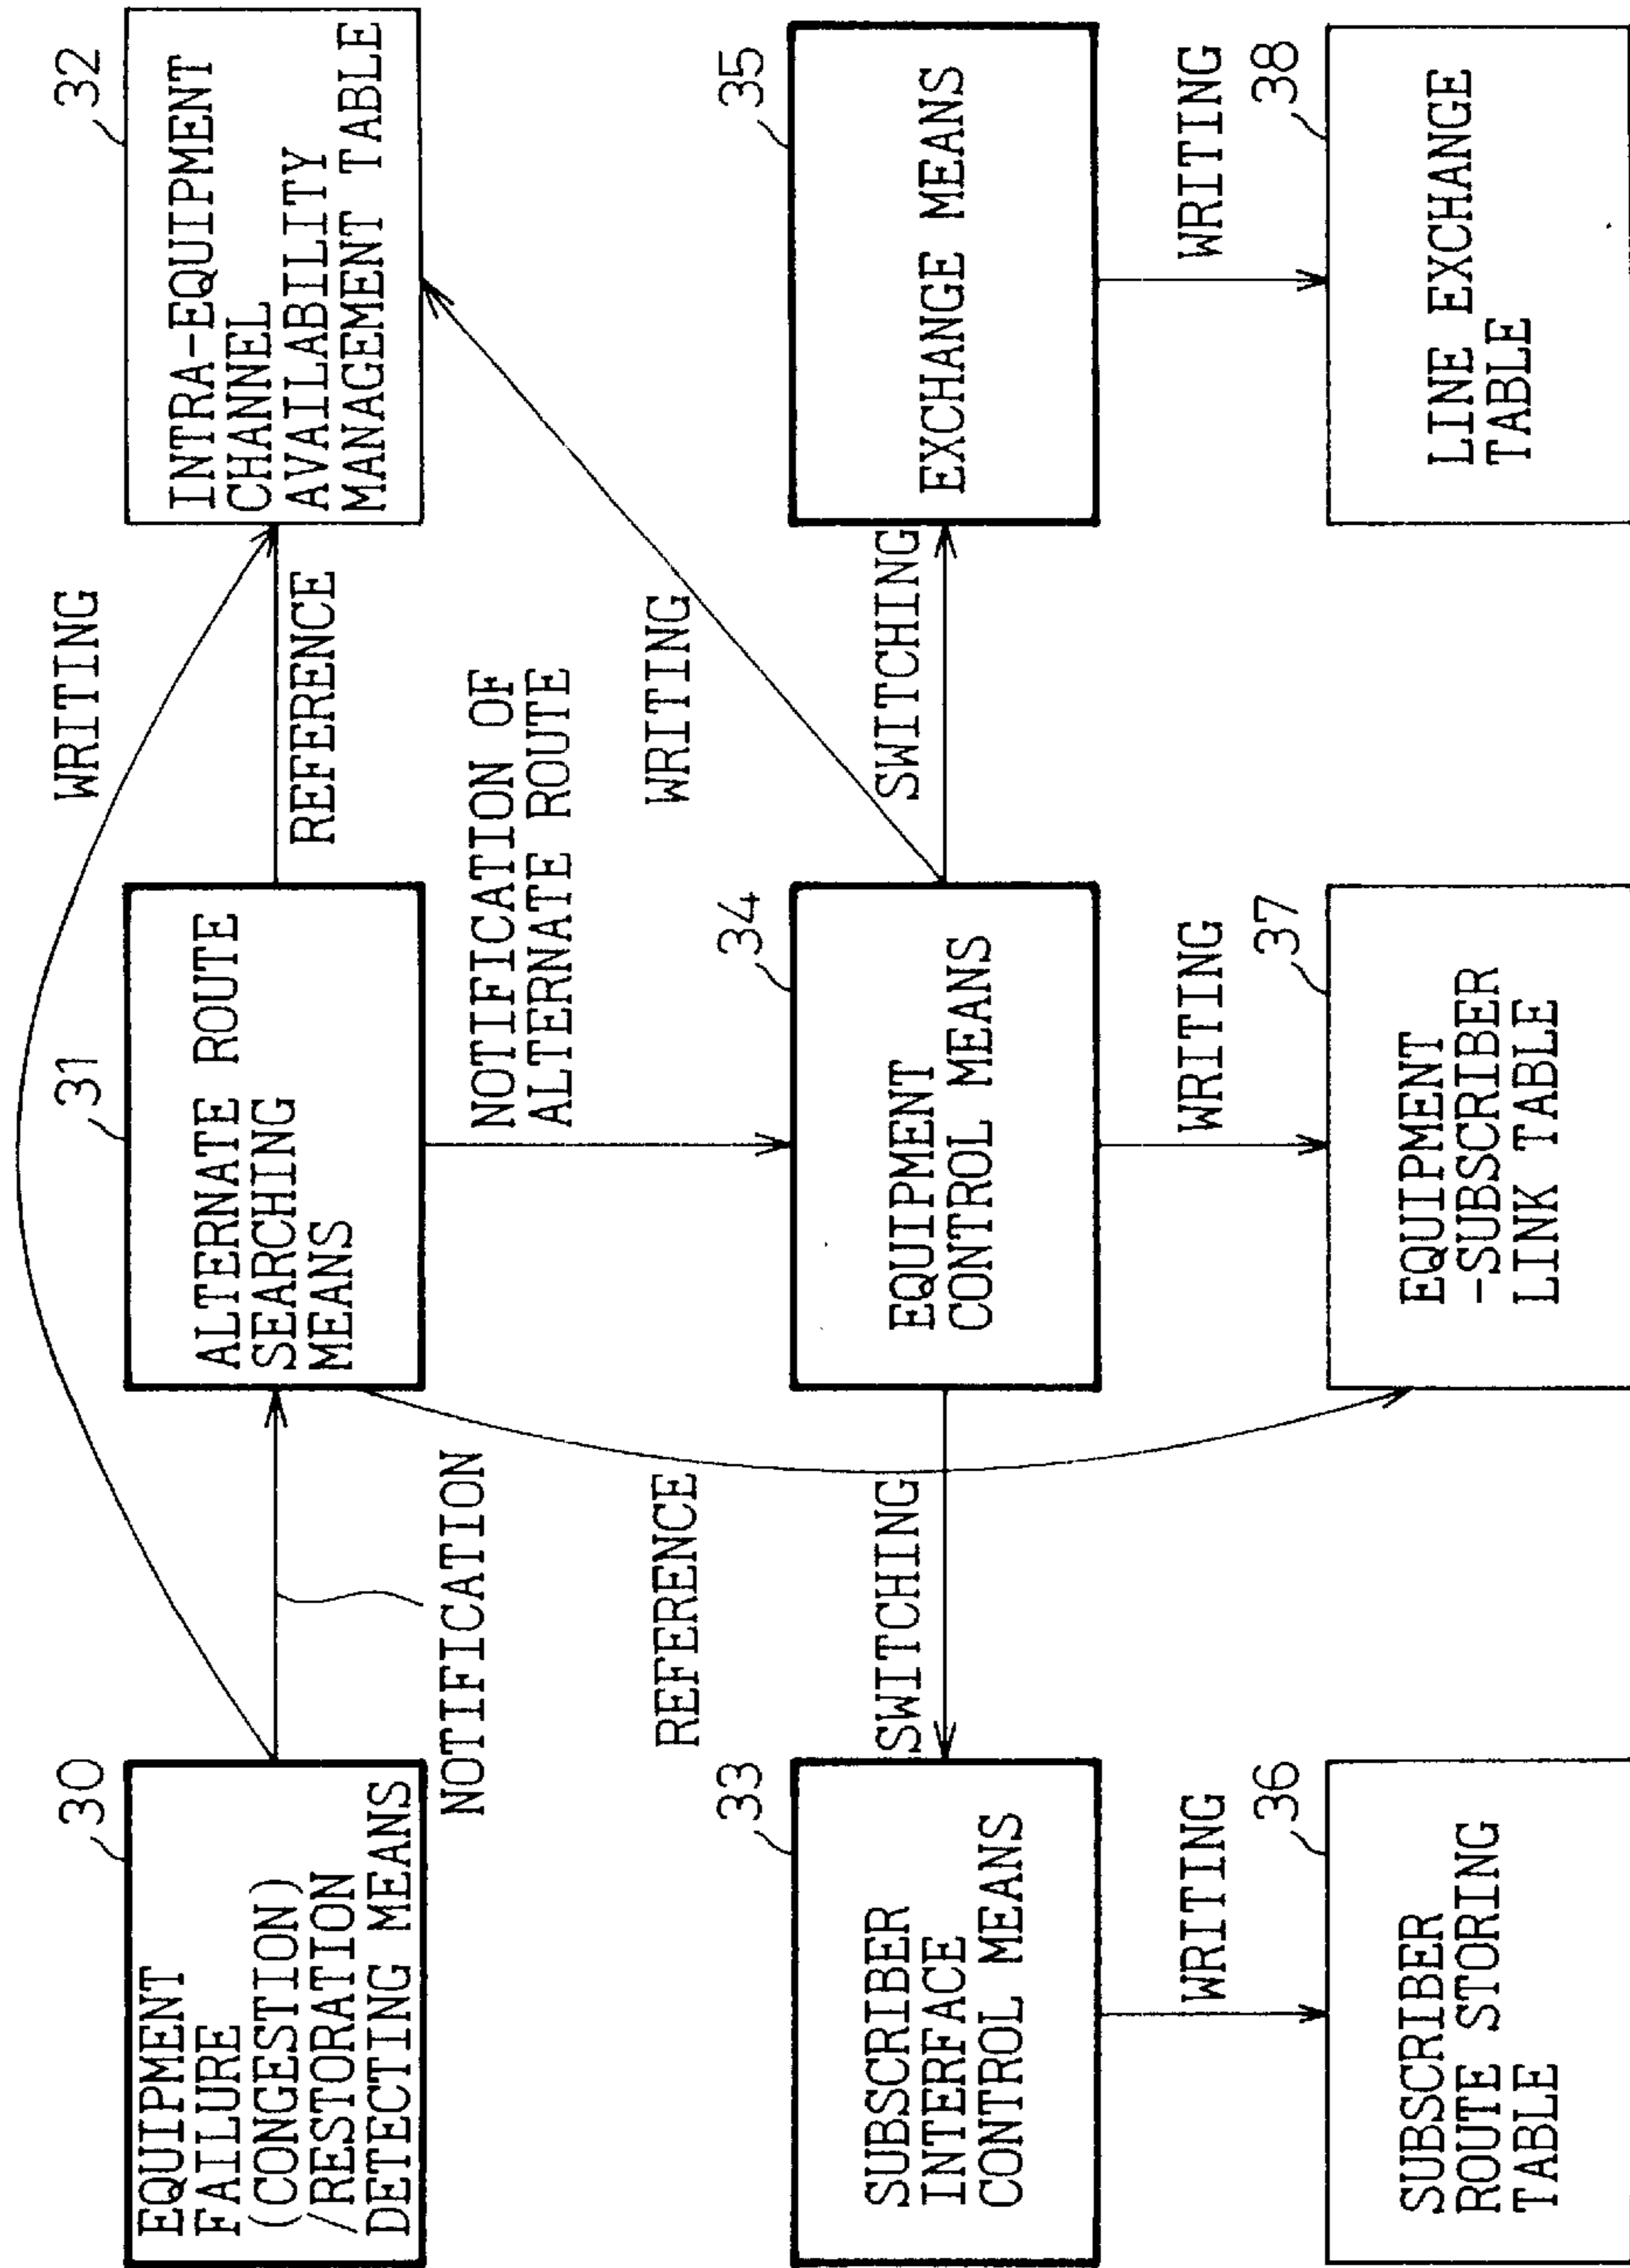 30
EQUIPMENT
FAILURE
(CONGESTION)
/RESTORATION
DETECTING MEANS
NOTIFICATION
31
ALTERNATE ROUTE
SEARCHING
MEANS
WRITING
REFERENCE
32
INTRA-EQUIPMENT
CHANNEL
AVAILABILITY
MANAGEMENT TABLE
NOTIFICATION OF
ALTERNATE ROUTE
REFERENCE
WRITING
33
SUBSCRIBER
INTERFACE
CONTROL MEANS
SWITCHING
34
EQUIPMENT
CONTROL MEANS
SWITCHING
35
EXCHANGE MEANS
WRITING
WRITING
WRITING
36
SUBSCRIBER
ROUTE STORING
TABLE
37
EQUIPMENT
-SUBSCRIBER
LINK TABLE
38
LINE EXCHANGE
TABLE